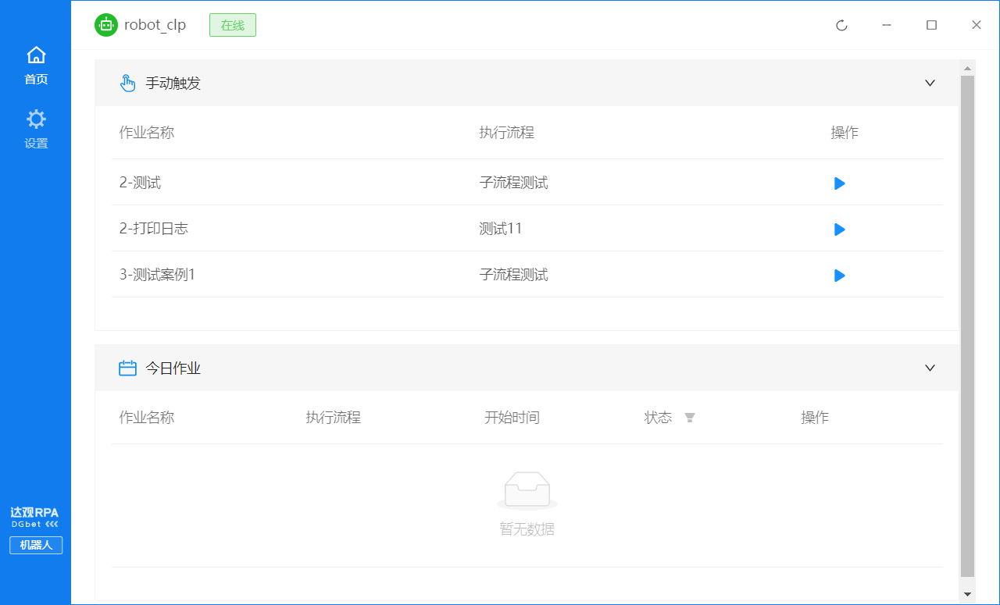 robot_clp 在线
首页
设置
手动触发
作业名称 执行流程 操作
2-测试 子流程测试
2-打印日志 测试11
3-测试案例1 子流程测试
今日作业
作业名称 执行流程 开始时间 状态 操作
暂无数据
达观RPA
DGbet
机器人